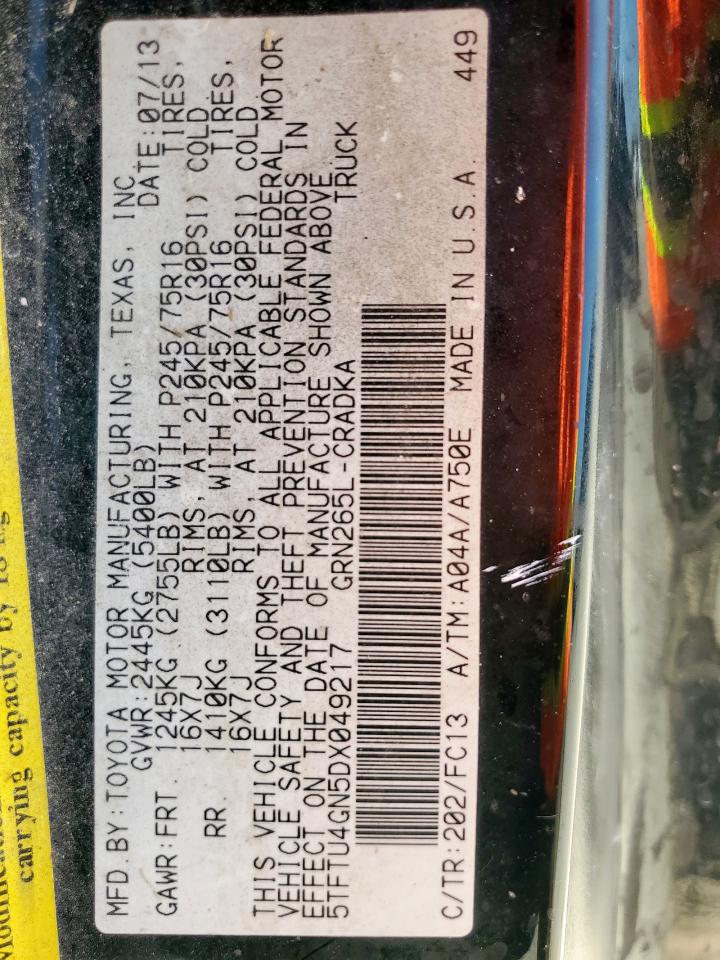 Modification
carrying capacity by 18 kg
MFD.BY:TOYOTA MOTOR MANUFACTURING, TEXAS, INC.
GVWR:2445KG (5400LB) DATE:07/13
GAWR:FRT. 1245KG (2755LB) WITH P245/75R16 TIRES,
16X7J RIMS, AT 210KPA (30PSI) COLD
RR. 1410KG (3110LB) WITH P245/75R16 TIRES,
16X7J RIMS, AT 210KPA (30PSI) COLD
THIS VEHICLE CONFORMS TO ALL APPLICABLE FEDERAL MOTOR
VEHICLE SAFETY AND THEFT PREVENTION STANDARDS IN
EFFECT ON THE DATE OF MANUFACTURE SHOWN ABOVE.
5TFTU4GN5DX049217 GRN265L-CRADKA TRUCK
C/TR:202/FC13 A/TM:A04A/A750E MADE IN U.S.A. 449